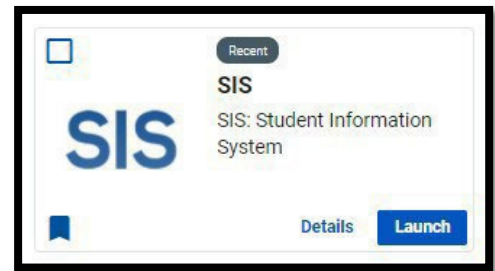 Recent
SIS
SIS
SIS: Student Information
System
Details
Launch